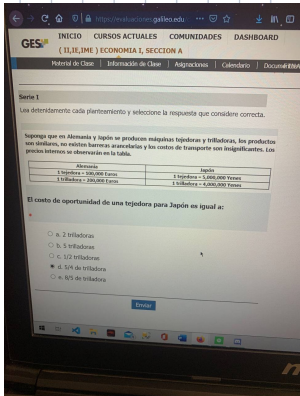 https://evaluaciones.galileo.edu
GES
INICIO CURSOS ACTUALES COMUNIDADES DASHBOARD
( II,IE,IME ) ECONOMIA I, SECCION A
Material de Clase | Información de Clase | Asignaciones | Calendario |
Serie I
Lea detenidamente cada planteamiento y seleccione la respuesta que considere correcta.
Suponga que en Alemania y Japón se producen máquinas tejedoras y trilladoras, los productos
son similares, no existen barreras arancelarias y los costos de transporte son insignificantes. Los
precios internos se observarán en la tabla.
Alemania Japón
1 tejedora = 100,000 Euros 1 tejedora = 5,000,000 Yenes
1 trilladora = 200,000 Euros 1 trilladora = 4,000,000 Yenes
El costo de oportunidad de una tejedora para Japón es igual a:
*
a. 2 trilladoras
b. 5 trilladoras
c. 1/2 trilladoras
d. 5/4 de trilladora
e. 8/5 de trilladora
Enviar